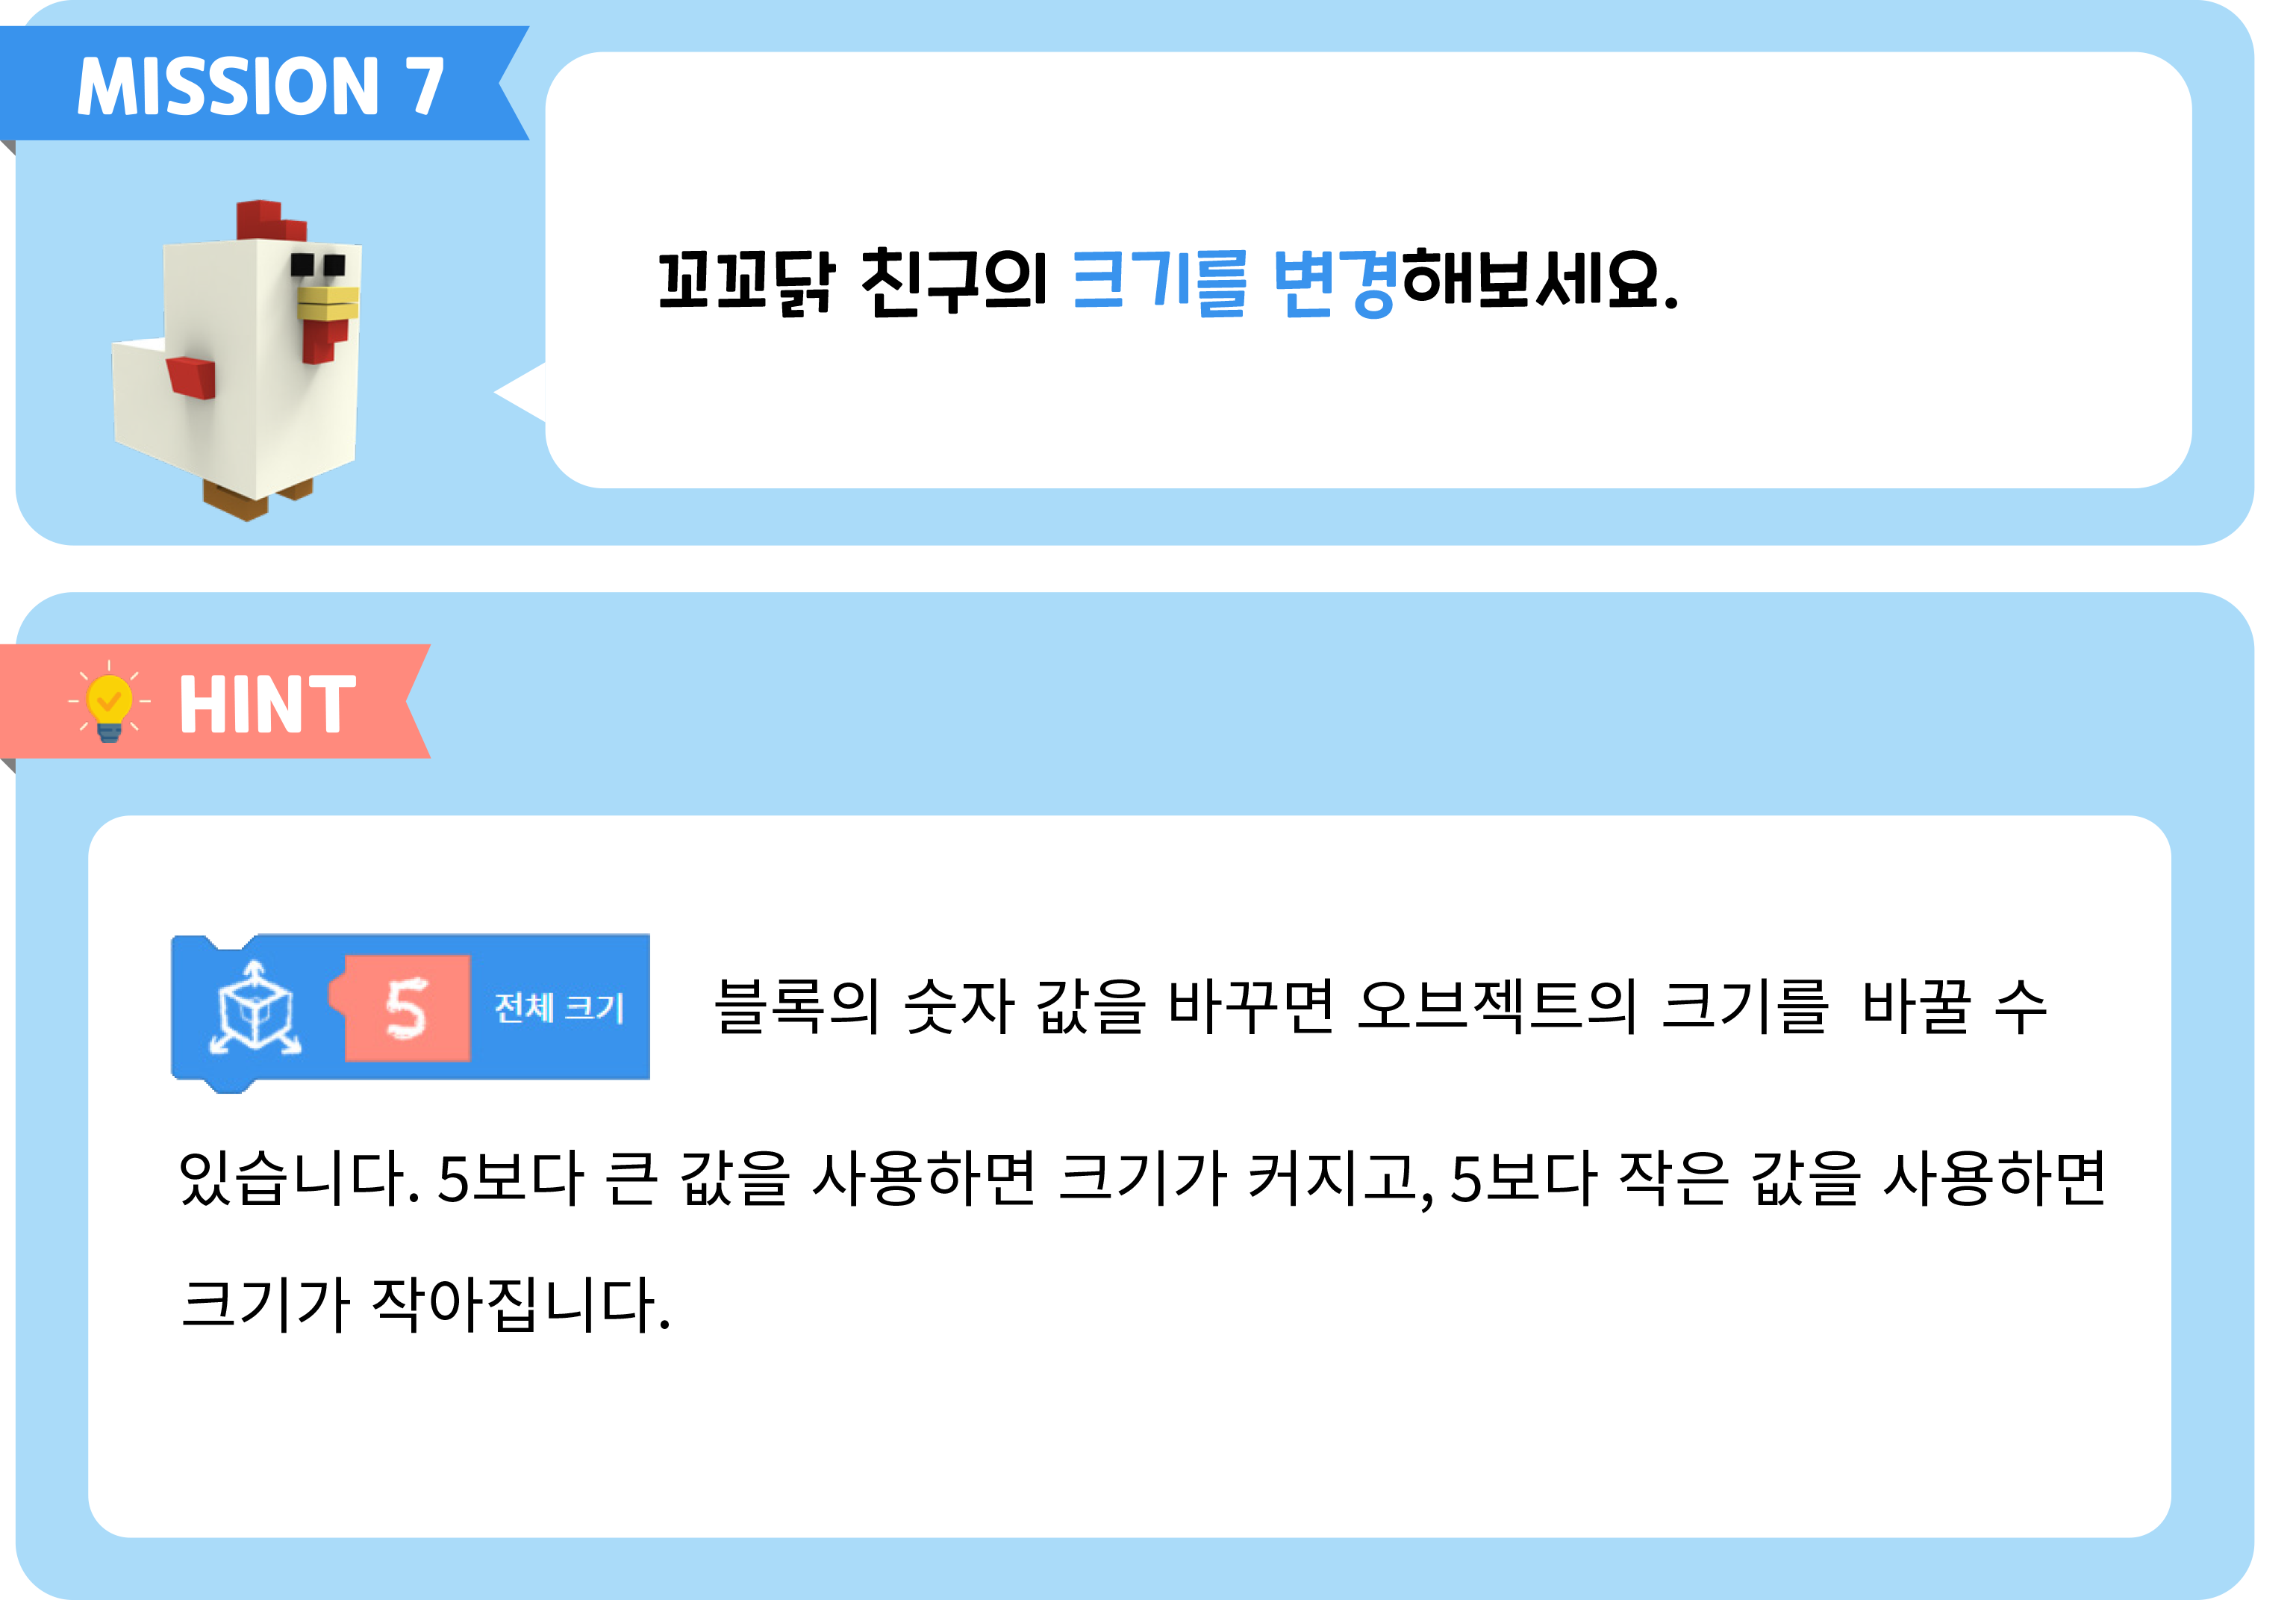 MISSION 7
꼬꼬닭 친구의 크기를 변경해보세요.
HINT
5 전체 크기 블록의 숫자 값을 바꾸면 오브젝트의 크기를 바꿀 수
있습니다. 5보다 큰 값을 사용하면 크기가 커지고, 5보다 작은 값을 사용하면
크기가 작아집니다.